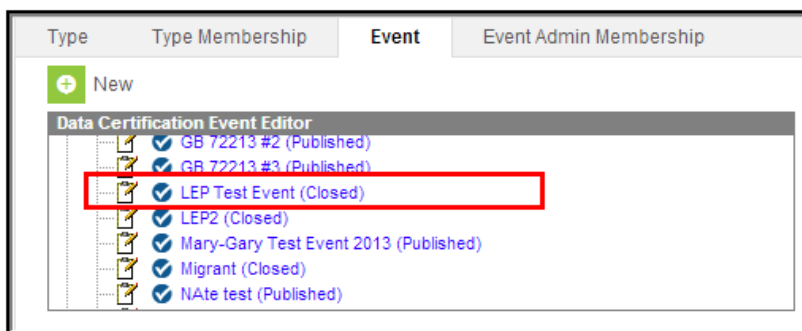 Type Type Membership Event Event Admin Membership
New
Data Certification Event Editor
GB 72213 #2 (Published)
GB 72213 #3 (Published)
LEP Test Event (Closed)
LEP2 (Closed)
Mary-Gary Test Event 2013 (Published)
Migrant (Closed)
NAte test (Published)